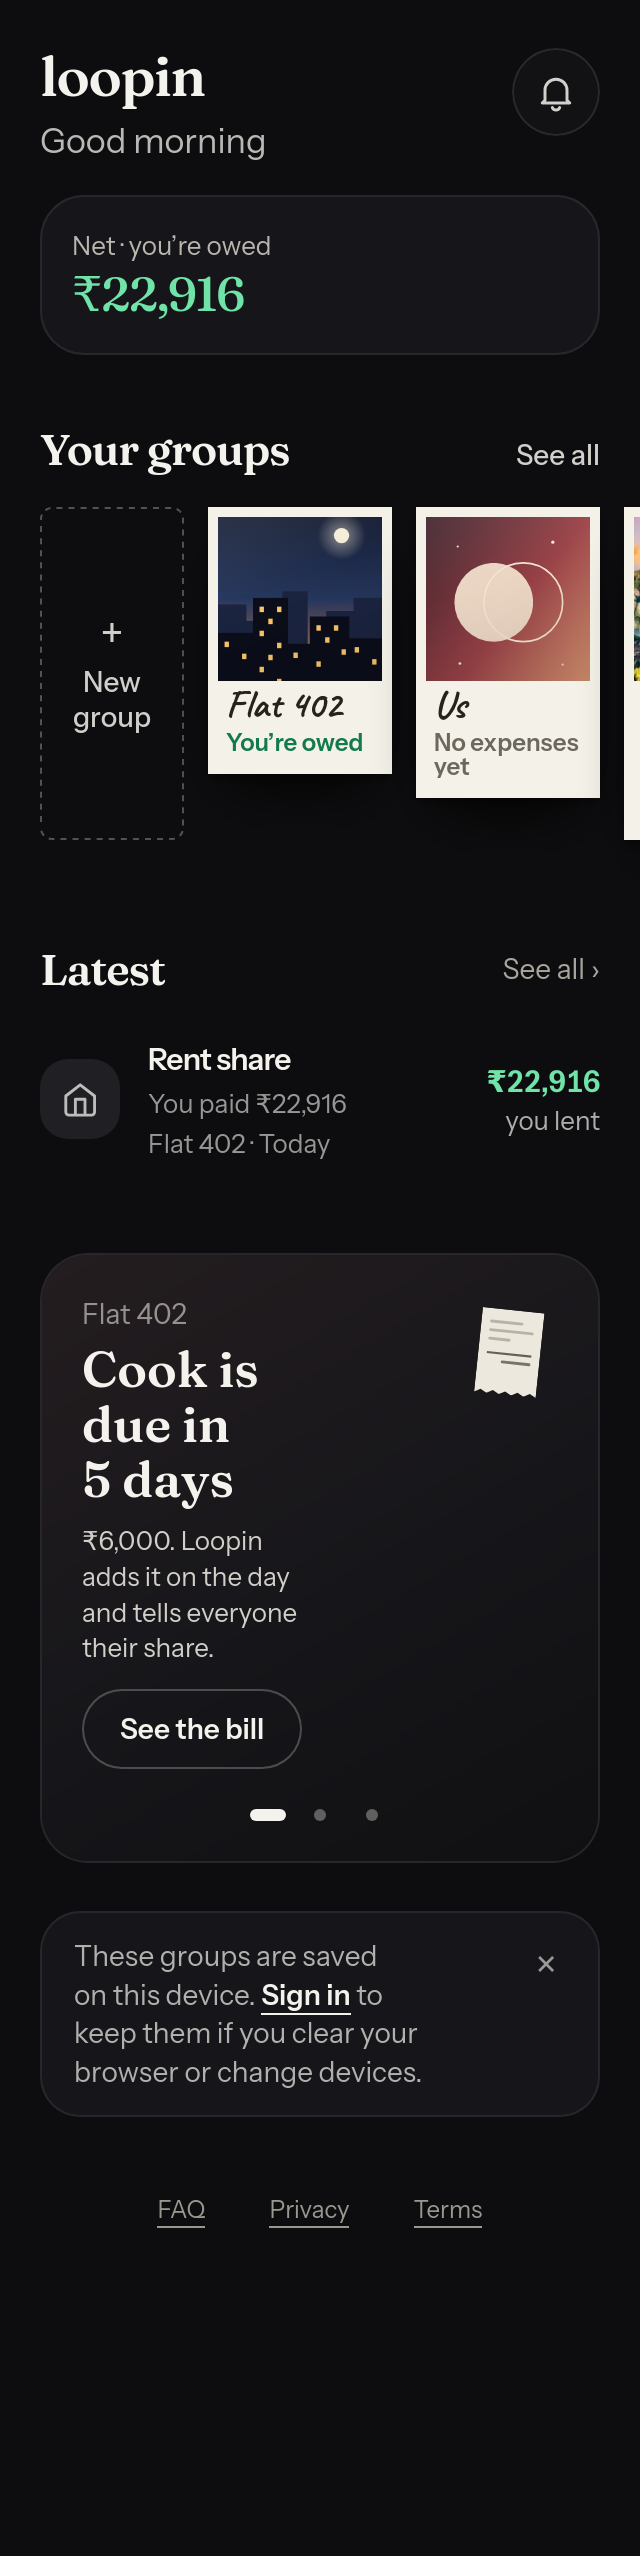 loopin
Good morning
Net · you’re owed
₹22,916
Your groups
See all
+
New
group
Flat 402
You’re owed
Us
No expenses
yet
Latest
See all ›
Rent share
You paid ₹22,916
Flat 402 · Today
₹22,916
you lent
Flat 402
Cook is
due in
5 days
₹6,000. Loopin
adds it on the day
and tells everyone
their share.
See the bill
These groups are saved
on this device. Sign in to
keep them if you clear your
browser or change devices.
×
FAQ
Privacy
Terms